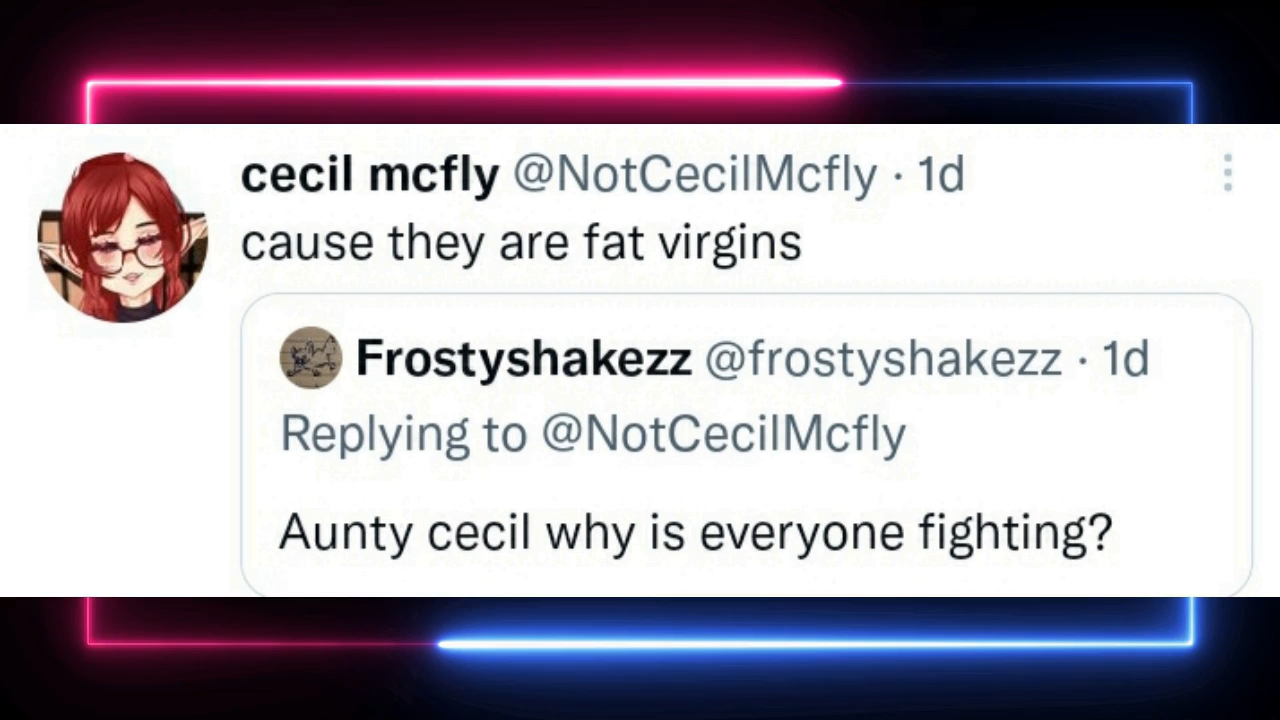 cecil mcfly @NotCecilMcfly · 1d
cause they are fat virgins
Frostyshakezz @frostyshakezz · 1d
Replying to @NotCecilMcfly
Aunty cecil why is everyone fighting?